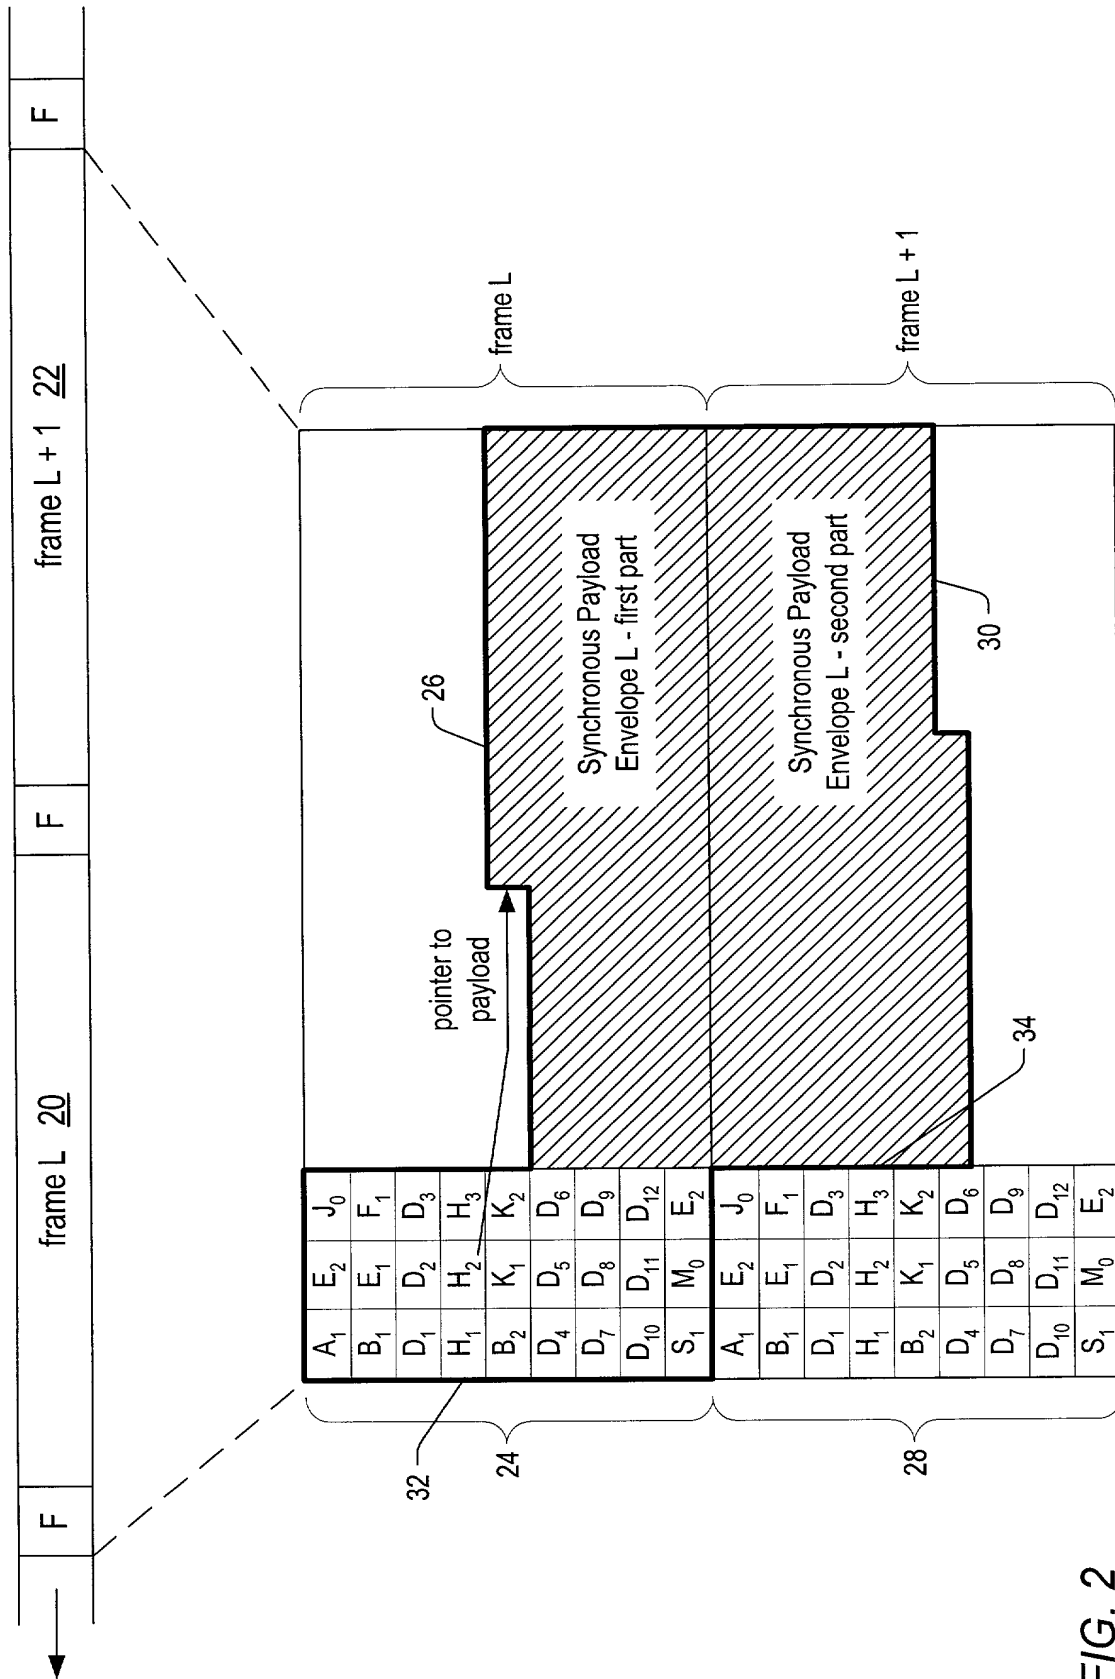 F
frame L 20
F
frame L + 1 22
F
32
24
28
A₁ E₂ J₀
B₁ E₁ F₁
D₁ D₂ D₃
H₁ H₂ H₃
B₂ K₁ K₂
D₄ D₅ D₆
D₇ D₈ D₉
D₁₀ D₁₁ D₁₂
S₁ M₀ E₂
A₁ E₂ J₀
B₁ E₁ F₁
D₁ D₂ D₃
H₁ H₂ H₃
B₂ K₁ K₂
D₄ D₅ D₆
D₇ D₈ D₉
D₁₀ D₁₁ D₁₂
S₁ M₀ E₂
pointer to
payload
26
Synchronous Payload
Envelope L - first part
Synchronous Payload
Envelope L - second part
34
30
frame L
frame L + 1
FIG. 2